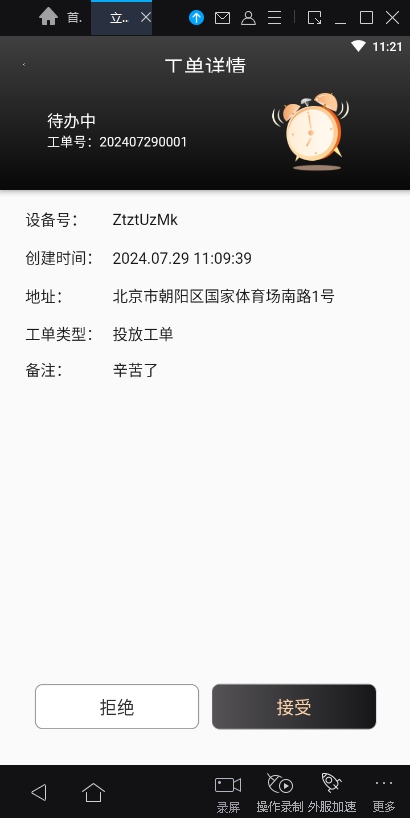 首.
立..
11:21
工单详情
待办中
工单号：202407290001
设备号： ZtztUzMk
创建时间： 2024.07.29 11:09:39
地址： 北京市朝阳区国家体育场南路1号
工单类型： 投放工单
备注： 辛苦了
拒绝 接受
录屏 操作录制 外服加速 更多